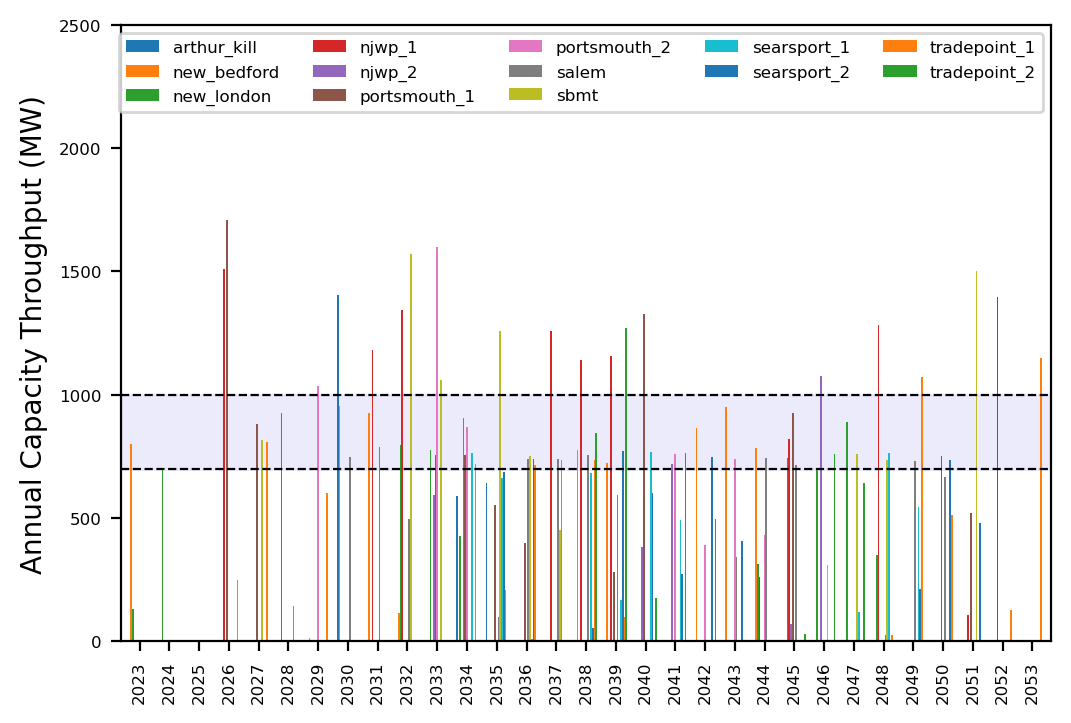 2500
arthur_kill njwp_1 portsmouth_2 searsport_1 tradepoint_1
new_bedford njwp_2 salem searsport_2 tradepoint_2
new_london portsmouth_1 sbmt
2000
1500
1000
500
0
Annual Capacity Throughput (MW)
2023 2024 2025 2026 2027 2028 2029 2030 2031 2032 2033 2034 2035 2036 2037 2038 2039 2040 2041 2042 2043 2044 2045 2046 2047 2048 2049 2050 2051 2052 2053